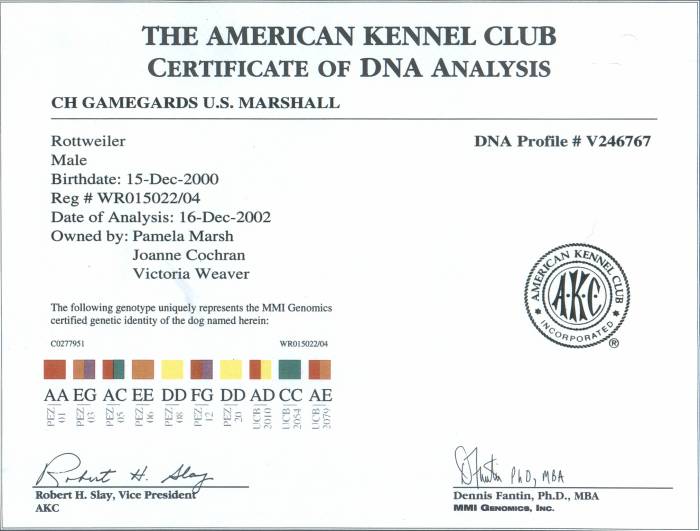 THE AMERICAN KENNEL CLUB
CERTIFICATE OF DNA ANALYSIS
CH GAMEGARDS U.S. MARSHALL
Rottweiler
DNA Profile # V246767
Male
Birthdate: 15-Dec-2000
Reg # WR015022/04
Date of Analysis: 16-Dec-2002
Owned by: Pamela Marsh
Joanne Cochran
Victoria Weaver
AMERICAN KENNEL CLUB
A·K·C
INCORPORATED
®
The following genotype uniquely represents the MMI Genomics
certified genetic identity of the dog named herein:
C0277951 WR015022/04
AA EG AC EE DD FG DD AD CC AE
PEZ 01 PEZ 03 PEZ 05 PEZ 06 PEZ 08 PEZ 12 PEZ 20 UCB 2010 UCB 2054 UCB 2079
Robert H. Slay
D Fantin PhD, MBA
Robert H. Slay, Vice President
AKC
Dennis Fantin, Ph.D., MBA
MMI GENOMICS, INC.